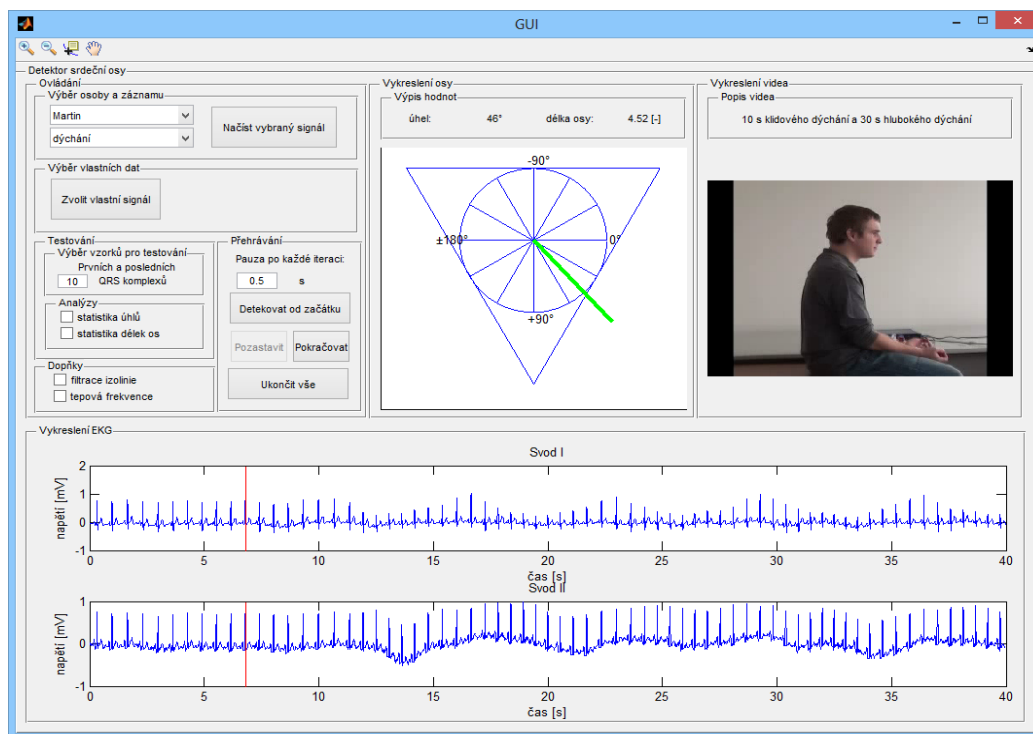 GUI
Detektor srdeční osy
Ovládání
Výběr osoby a záznamu
Martin
dýchání
Načíst vybraný signál
Výběr vlastních dat
Zvolit vlastní signál
Testování
Výběr vzorků pro testování
Prvních a posledních
10 QRS komplexů
Analýzy
statistika úhlů
statistika délek os
Doplňky
filtrace izolinie
tepová frekvence
Přehrávání
Pauza po každé iteraci:
0.5 s
Detekovat od začátku
Pozastavit Pokračovat
Ukončit vše
Vykreslení osy
Výpis hodnot
úhel: 46° délka osy: 4.52 [-]
-90°
±180° 0°
+90°
Vykreslení videa
Popis videa
10 s klidového dýchání a 30 s hlubokého dýchání
Vykreslení EKG
Svod I
napětí [mV]
2
1
0
-1
0 5 10 15 20 25 30 35 40
čas [s]
Svod II
napětí [mV]
1
0
-1
0 5 10 15 20 25 30 35 40
čas [s]